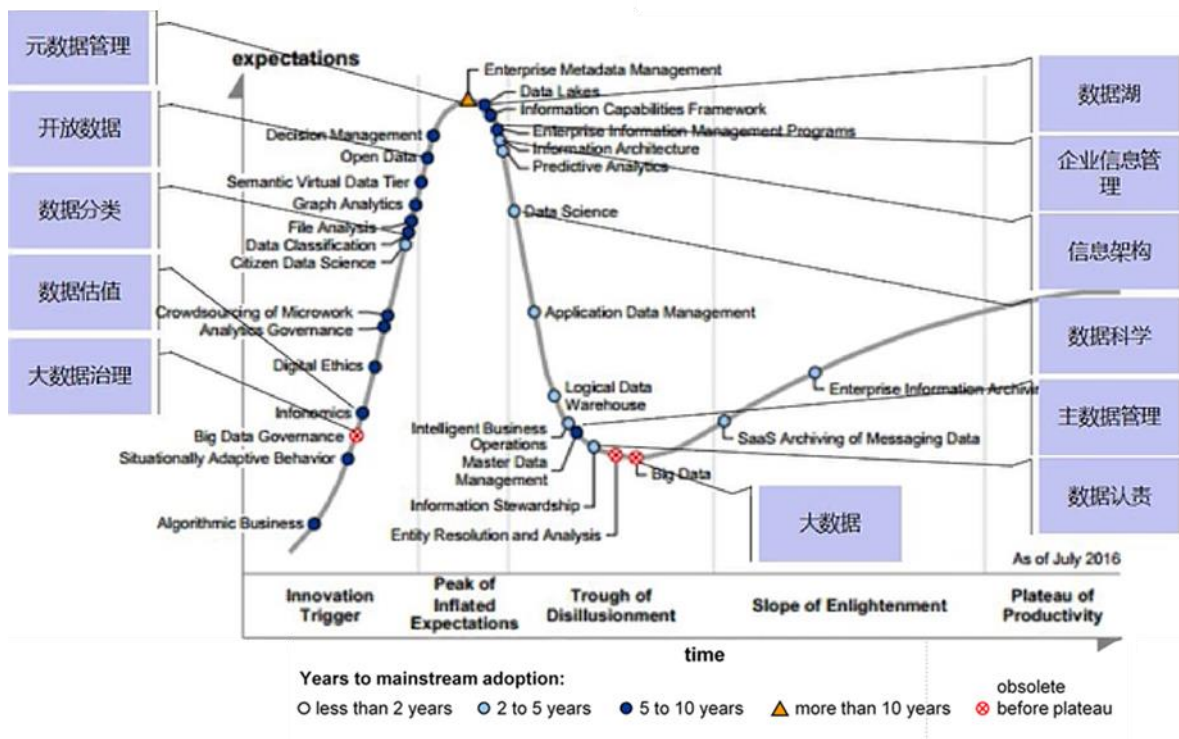 元数据管理
开放数据
数据分类
数据估值
大数据治理
expectations
Enterprise Metadata Management
Data Lakes
Information Capabilities Framework
Enterprise Information Management Programs
Information Architecture
Predictive Analytics
Decision Management
Open Data
Semantic Virtual Data Tier
Graph Analytics
File Analysis
Data Classification
Citizen Data Science
Data Science
Crowdsourcing of Microwork
Analytics Governance
Application Data Management
Digital Ethics
Infonomics
Big Data Governance
Situationally Adaptive Behavior
Algorithmic Business
Logical Data
Warehouse
Intelligent Business
Operations
Master Data
Management
Information Stewardship
Entity Resolution and Analysis
Big Data
SaaS Archiving of Messaging Data
Enterprise Information Archivin
数据湖
企业信息管
理
信息架构
数据科学
主数据管理
数据认责
大数据
As of July 2016
Innovation
Trigger
Peak of
Inflated
Expectations
Trough of
Disillusionment
Slope of Enlightenment
Plateau of
Productivity
time
Years to mainstream adoption:
less than 2 years
2 to 5 years
5 to 10 years
more than 10 years
obsolete
before plateau